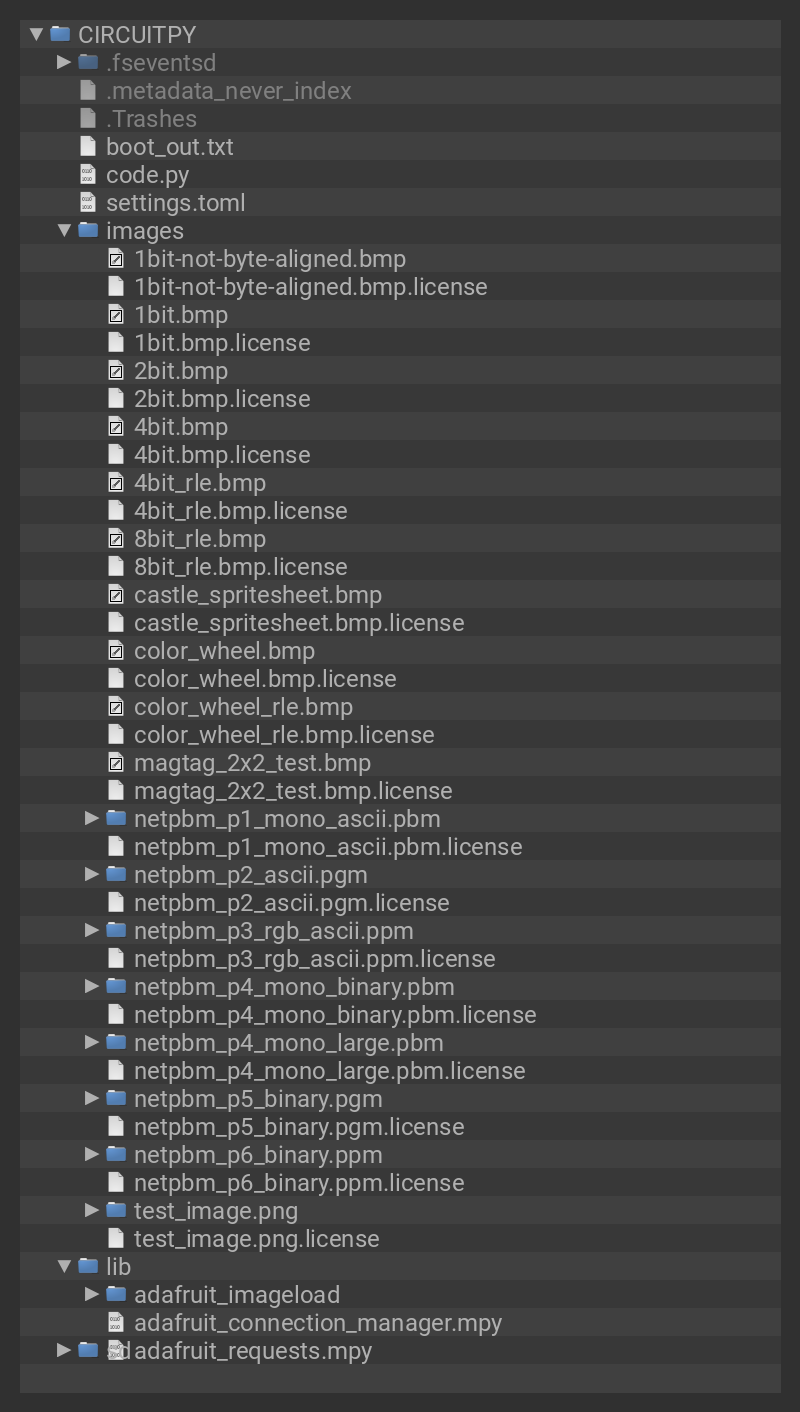 CIRCUITPY
.fseventsd
.metadata_never_index
.Trashes
boot_out.txt
code.py
settings.toml
images
1bit-not-byte-aligned.bmp
1bit-not-byte-aligned.bmp.license
1bit.bmp
1bit.bmp.license
2bit.bmp
2bit.bmp.license
4bit.bmp
4bit.bmp.license
4bit_rle.bmp
4bit_rle.bmp.license
8bit_rle.bmp
8bit_rle.bmp.license
castle_spritesheet.bmp
castle_spritesheet.bmp.license
color_wheel.bmp
color_wheel.bmp.license
color_wheel_rle.bmp
color_wheel_rle.bmp.license
magtag_2x2_test.bmp
magtag_2x2_test.bmp.license
netpbm_p1_mono_ascii.pbm
netpbm_p1_mono_ascii.pbm.license
netpbm_p2_ascii.pgm
netpbm_p2_ascii.pgm.license
netpbm_p3_rgb_ascii.ppm
netpbm_p3_rgb_ascii.ppm.license
netpbm_p4_mono_binary.pbm
netpbm_p4_mono_binary.pbm.license
netpbm_p4_mono_large.pbm
netpbm_p4_mono_large.pbm.license
netpbm_p5_binary.pgm
netpbm_p5_binary.pgm.license
netpbm_p6_binary.ppm
netpbm_p6_binary.ppm.license
test_image.png
test_image.png.license
lib
adafruit_imageload
adafruit_connection_manager.mpy
adafruit_requests.mpy